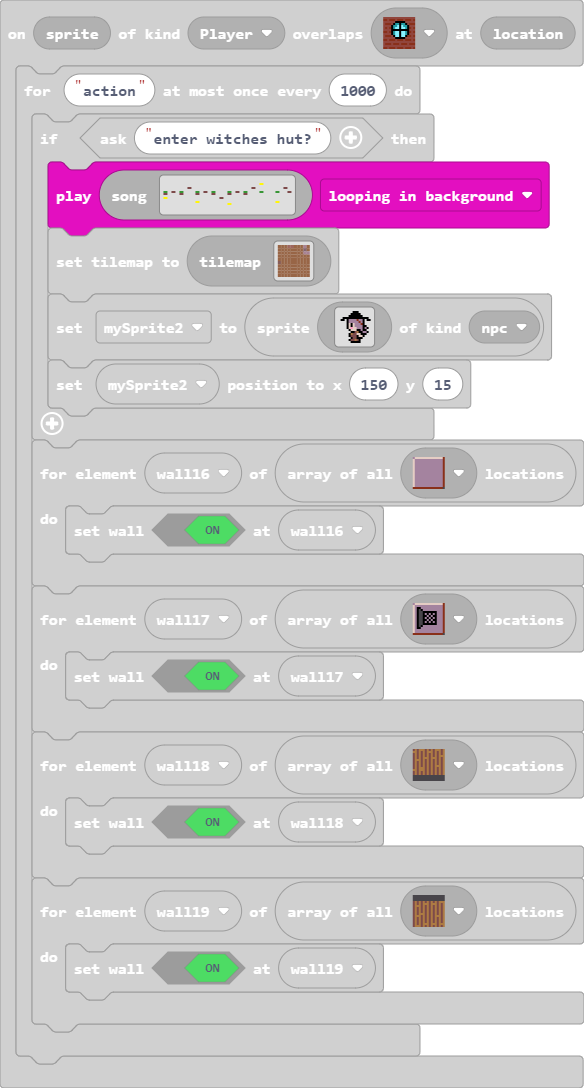 on sprite of kind Player overlaps at location
for "action" at most once every 1000 do
if ask "enter witches hut?" then
play song looping in background
set tilemap to tilemap
set mySprite2 to sprite of kind npc
set mySprite2 position to x 150 y 15
for element wall16 of array of all locations
do
set wall ON at wall16
for element wall17 of array of all locations
do
set wall ON at wall17
for element wall18 of array of all locations
do
set wall ON at wall18
for element wall19 of array of all locations
do
set wall ON at wall19